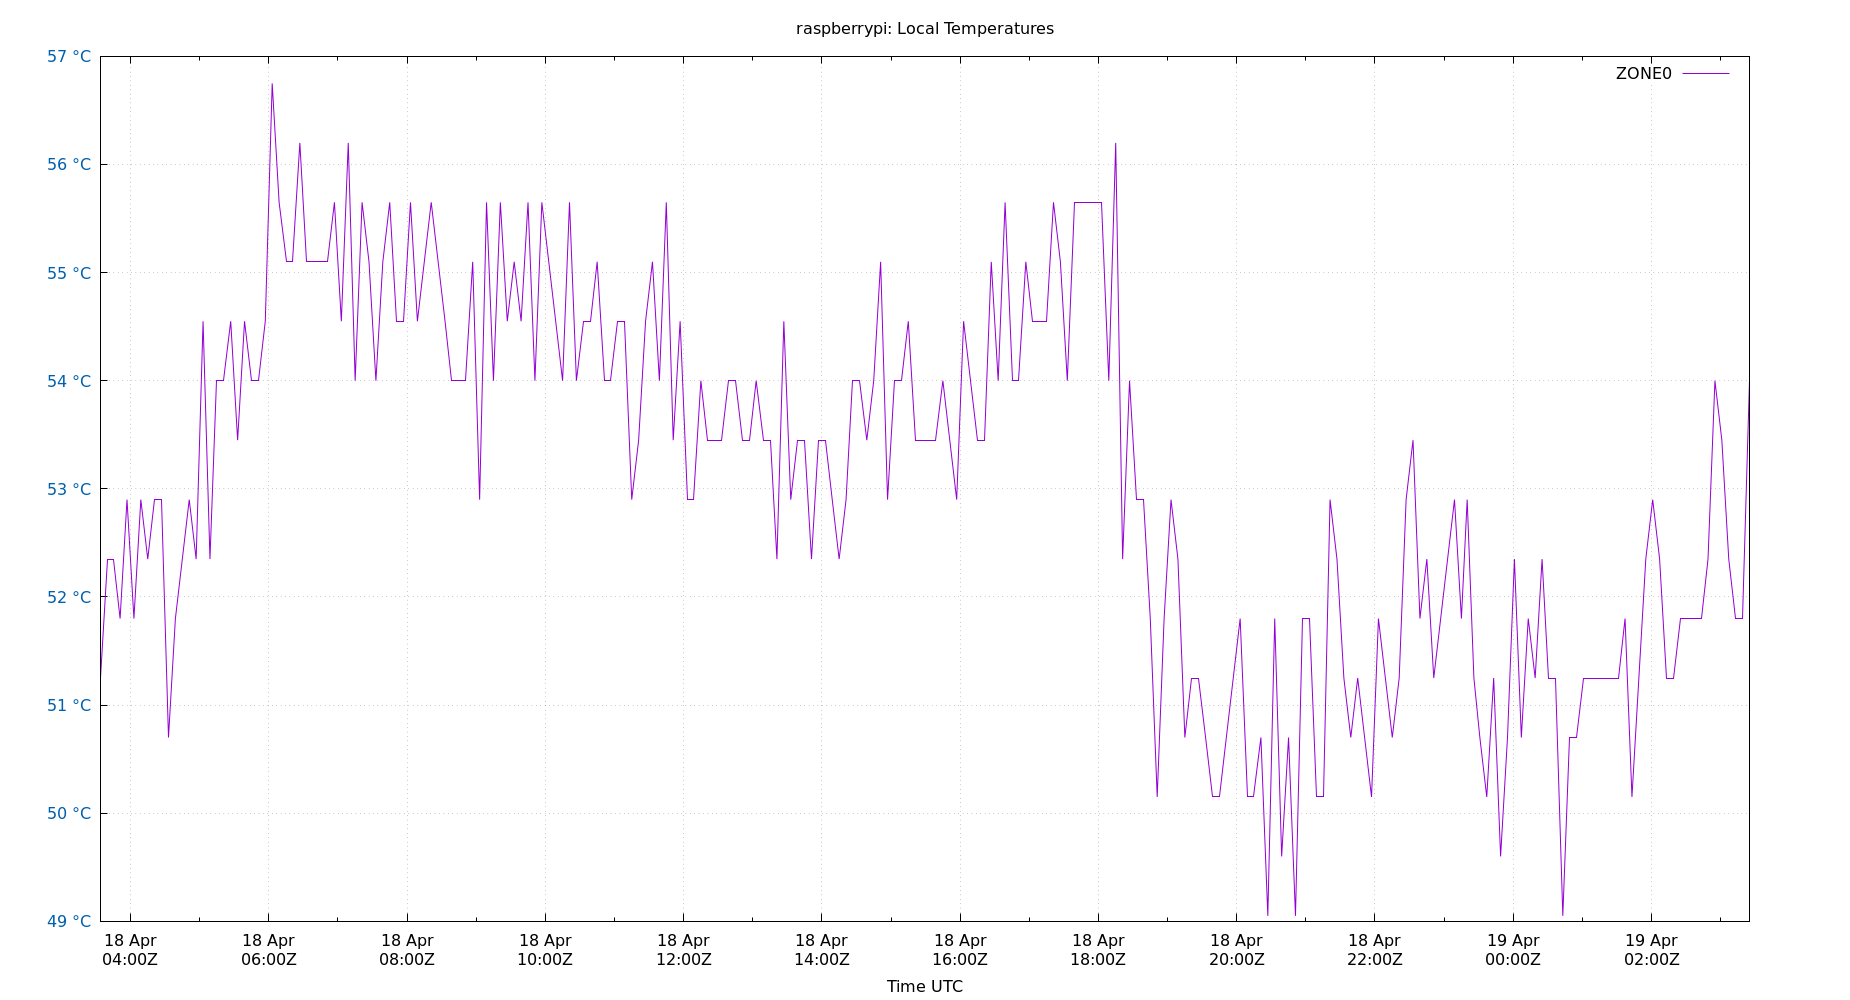 raspberrypi: Local Temperatures
57 °C
ZONE0
56 °C
55 °C
54 °C
53 °C
52 °C
51 °C
50 °C
49 °C
18 Apr 18 Apr 18 Apr 18 Apr 18 Apr 18 Apr 18 Apr 18 Apr 18 Apr 18 Apr 19 Apr 19 Apr
04:00Z 06:00Z 08:00Z 10:00Z 12:00Z 14:00Z 16:00Z 18:00Z 20:00Z 22:00Z 00:00Z 02:00Z
Time UTC